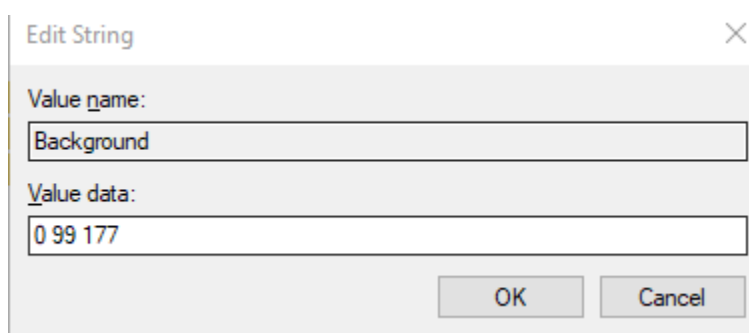 Edit String
Value name:
Background
Value data:
0 99 177
OK Cancel